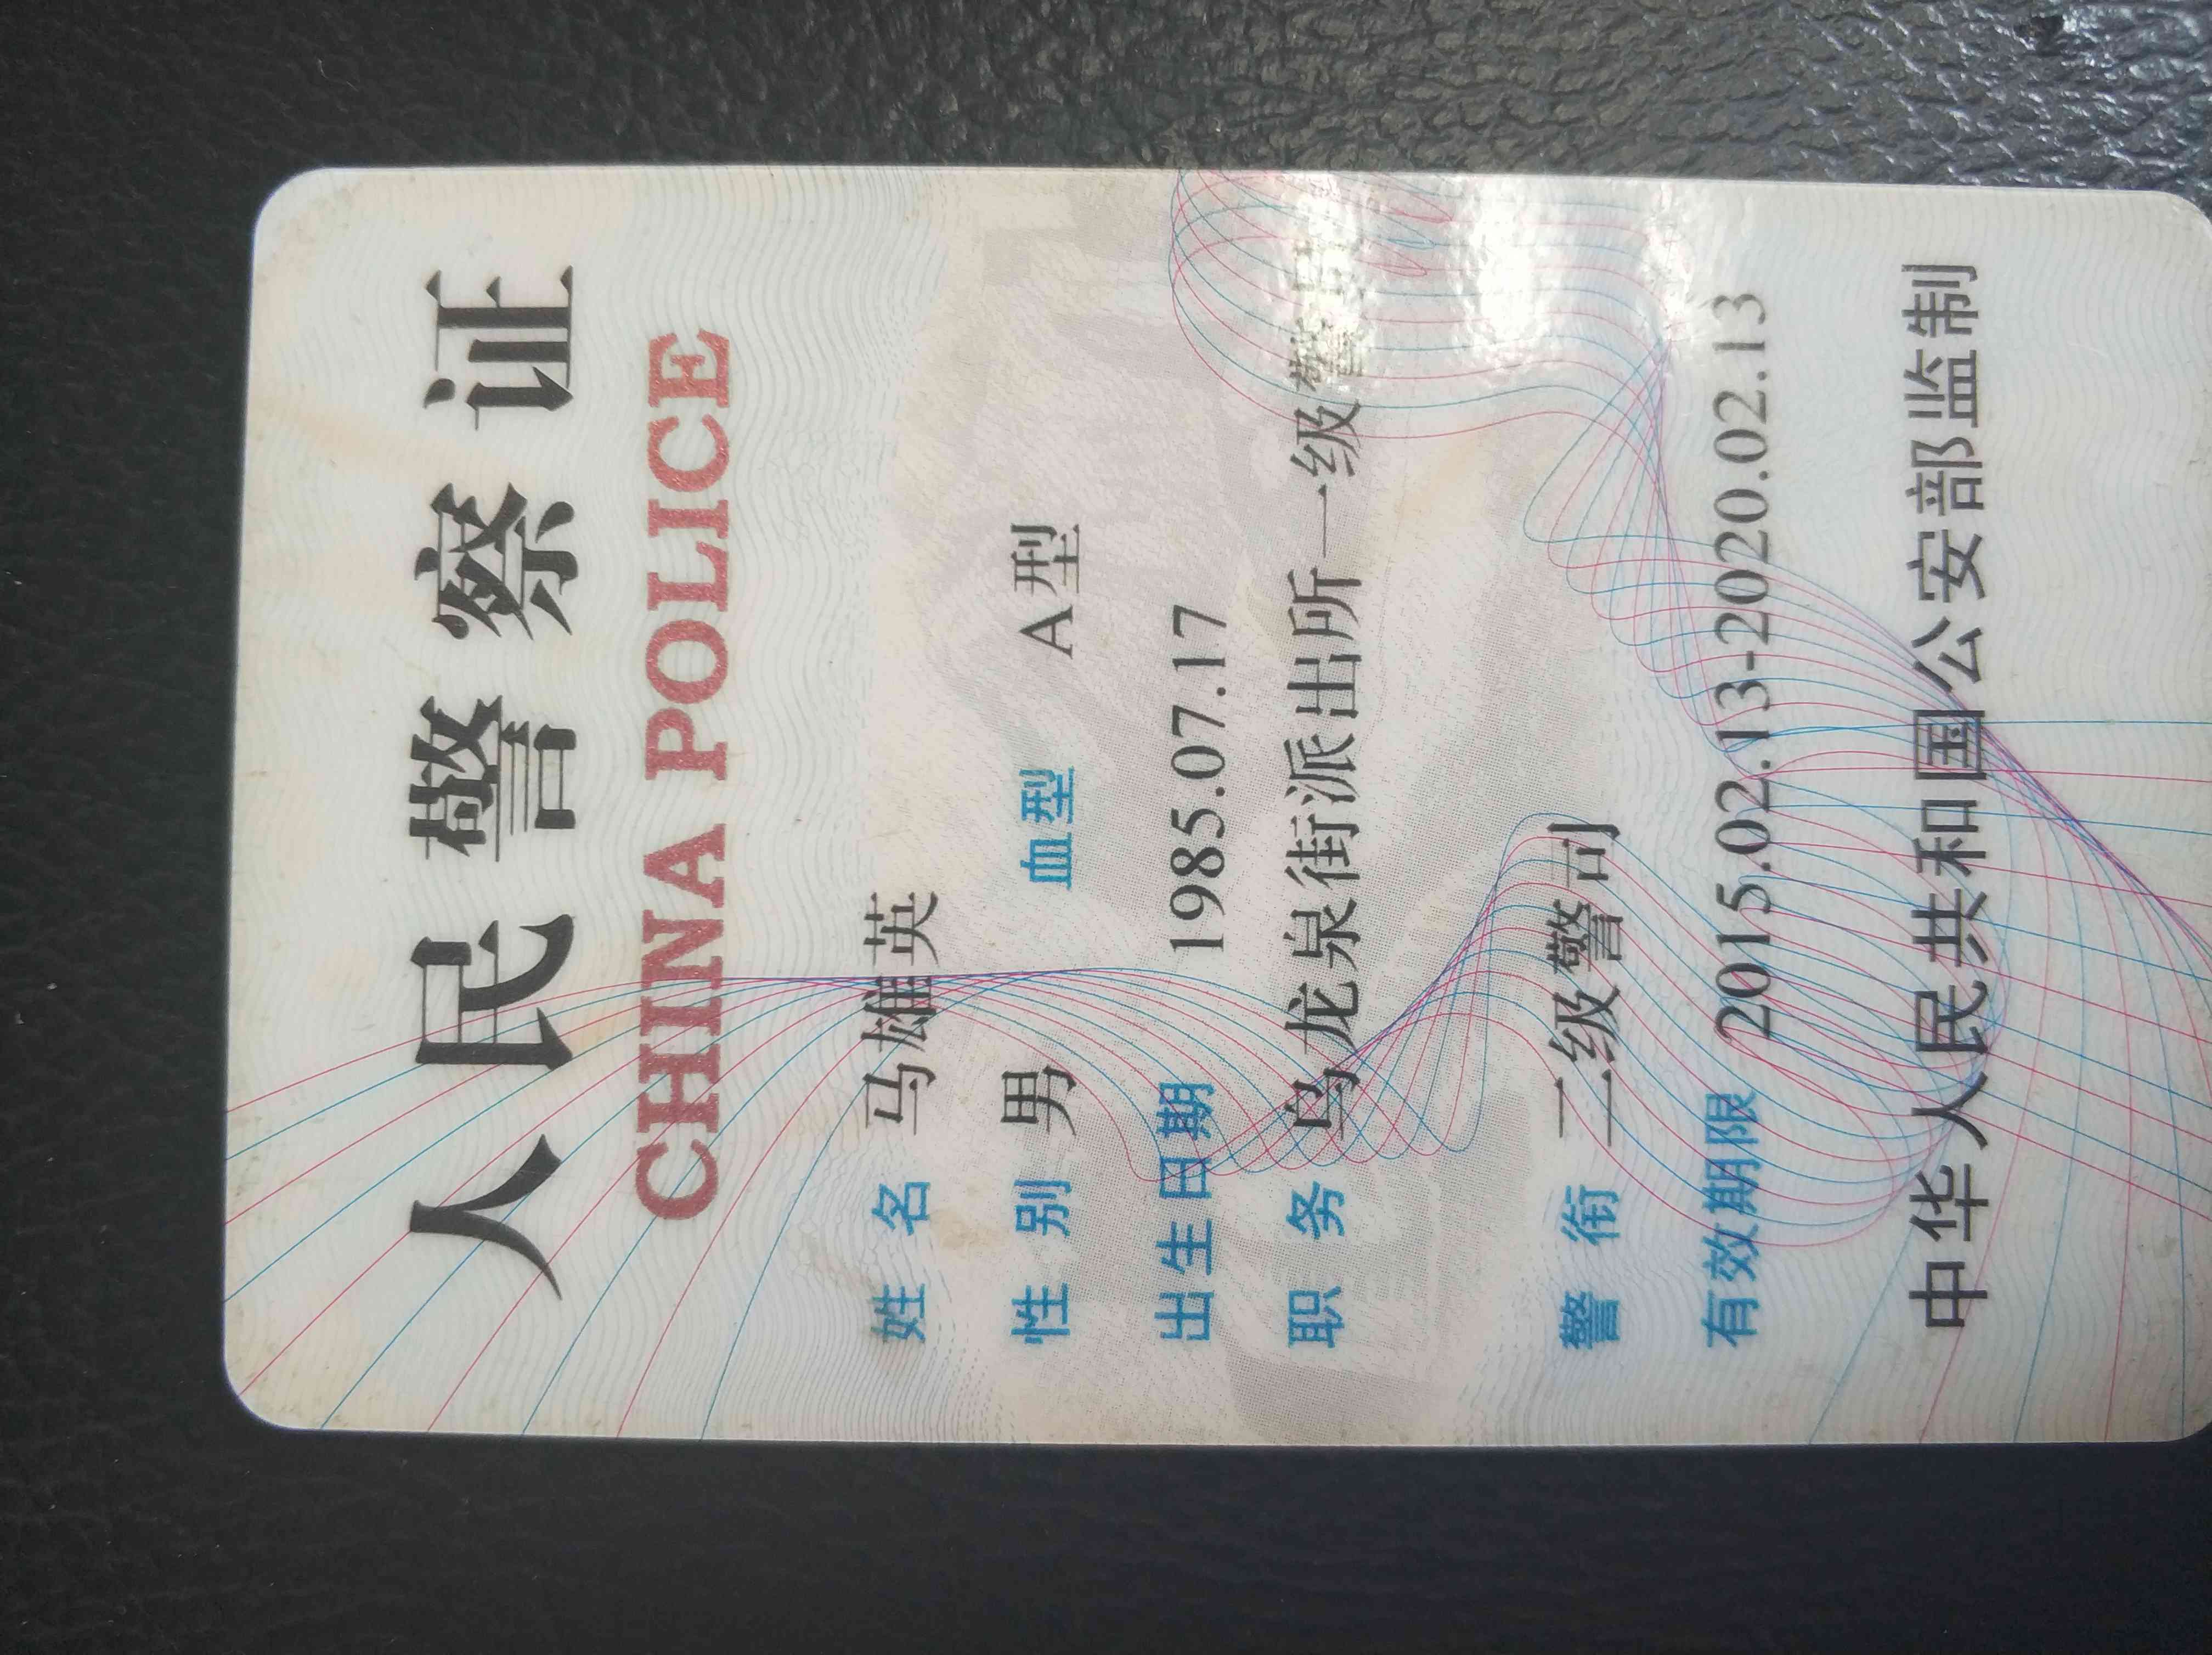 人民警察证
CHINA POLICE
姓 名 马雄英
性 别 男 血型 A型
出生日期 1985.07.17
职 务 乌龙泉街派出所一级警员
警 衔 二级警司
有效期限 2015.02.13-2020.02.13
中华人民共和国公安部监制